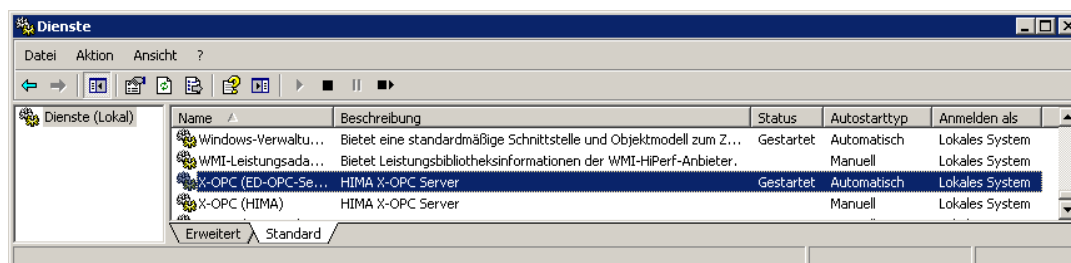 Dienste
Datei Aktion Ansicht ?
Dienste (Lokal)
Name Beschreibung Status Autostarttyp Anmelden als
Windows-Verwaltu... Bietet eine standardmäßige Schnittstelle und Objektmodell zum Z... Gestartet Automatisch Lokales System
WMI-Leistungsada... Bietet Leistungsbibliotheksinformationen der WMI-HiPerf-Anbieter. Manuell Lokales System
X-OPC (ED-OPC-Se... HIMA X-OPC Server Gestartet Automatisch Lokales System
X-OPC (HIMA) HIMA X-OPC Server Manuell Lokales System
Erweitert Standard